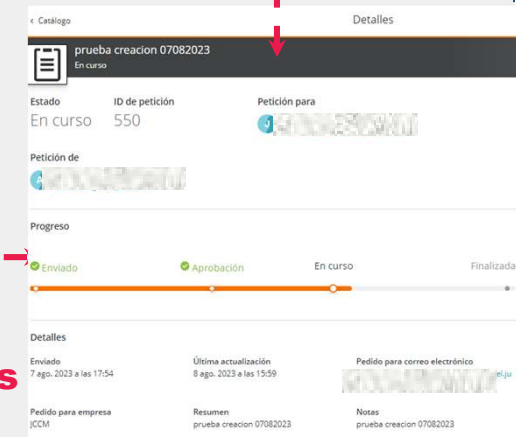 ‹ Catálogo Detalles
prueba creacion 07082023
En curso
Estado ID de petición Petición para
En curso 550 J
Petición de
A
Progreso
Enviado Aprobación En curso Finalizada
Detalles
Enviado Última actualización Pedido para correo electrónico
7 ago. 2023 a las 17:54 8 ago. 2023 a las 15:59 el.ju
s
Pedido para empresa Resumen Notas
JCCM prueba creacion 07082023 prueba creacion 07082023